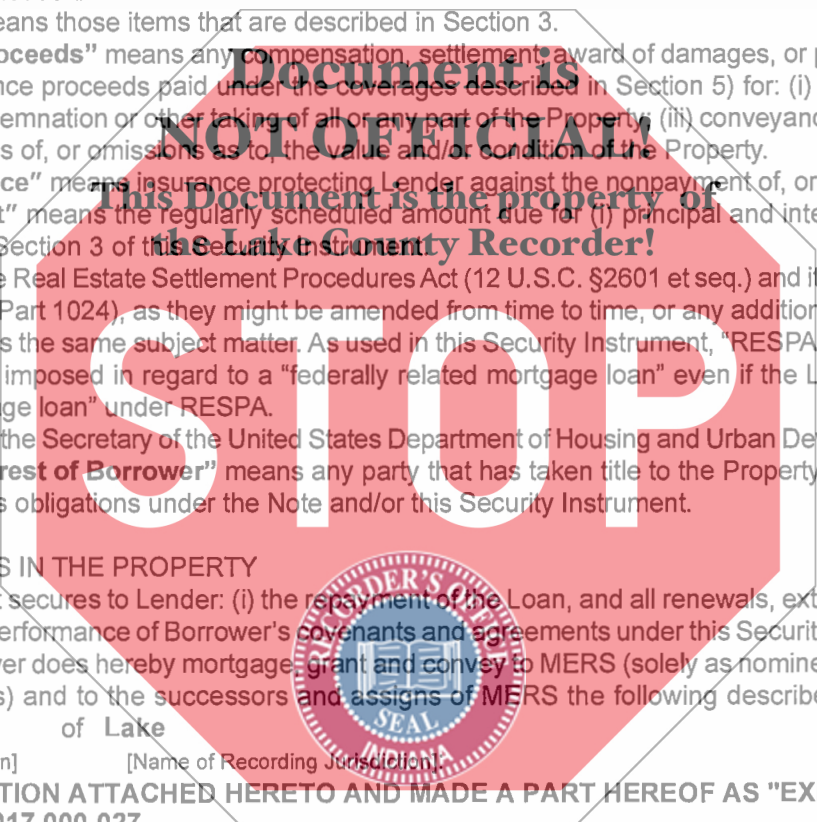 eans those items that are described in Section 3.
oceeds" means any compensation, settlement, award of damages, or p
Document is
nce proceeds paid under the coverages described in Section 5) for: (i)
emnation or other taking of all or any part of the Property; (iii) conveyanc
NOT OFFICIAL!
s of, or omissions as to, the value and/or condition of the Property.
ce" means insurance protecting Lender against the nonpayment of, or
This Document is the property of
t" means the regularly scheduled amount due for (i) principal and inte
Section 3 of this Security Instrument.
the Lake County Recorder!
e Real Estate Settlement Procedures Act (12 U.S.C. §2601 et seq.) and it
Part 1024), as they might be amended from time to time, or any addition
s the same subject matter. As used in this Security Instrument, "RESPA
imposed in regard to a "federally related mortgage loan" even if the L
ge loan" under RESPA.
STOP
the Secretary of the United States Department of Housing and Urban De
rest of Borrower" means any party that has taken title to the Property
s obligations under the Note and/or this Security Instrument.
S IN THE PROPERTY
t secures to Lender: (i) the repayment of the Loan, and all renewals, ext
erformance of Borrower's covenants and agreements under this Securit
ver does hereby mortgage, grant and convey to MERS (solely as nomine
s) and to the successors and assigns of MERS the following describe
RECORDER'S OFFICE
SEAL
INDIANA
of Lake
n] [Name of Recording Jurisdiction]:
TION ATTACHED HERETO AND MADE A PART HEREOF AS "EX
217-000-027